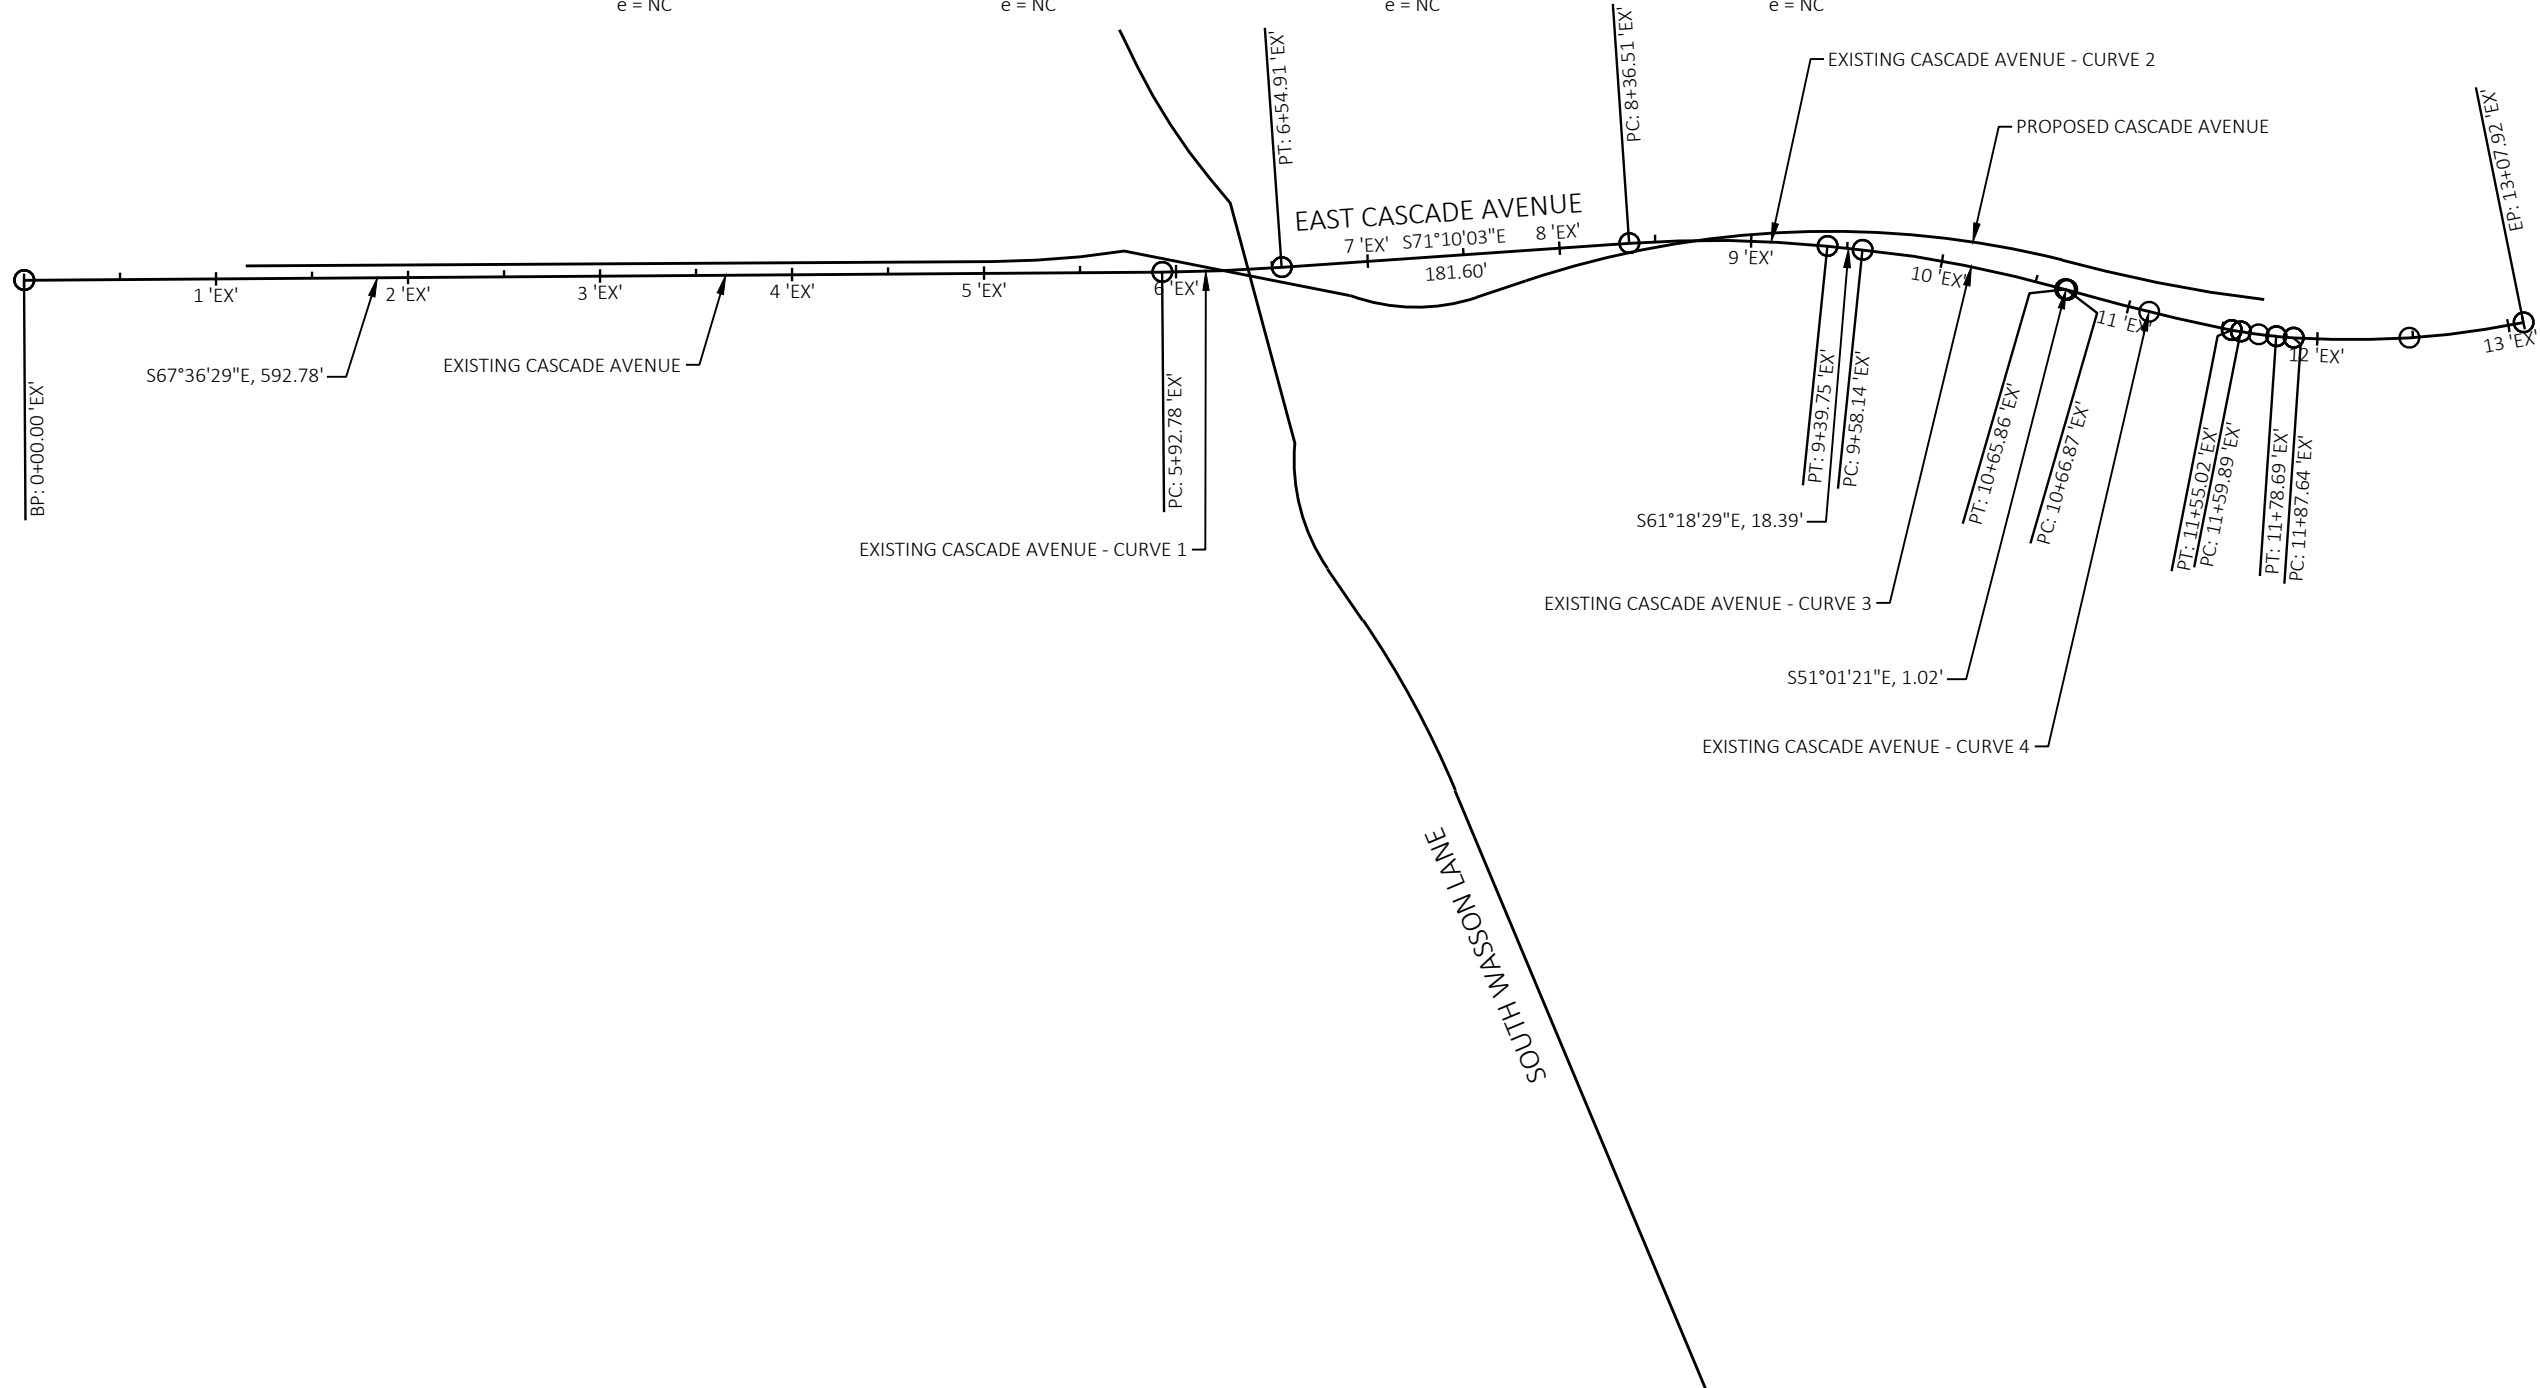 e = NC
e = NC
e = NC
e = NC
PT: 6+54.91 'EX'
PC: 8+36.51 'EX'
EXISTING CASCADE AVENUE - CURVE 2
PROPOSED CASCADE AVENUE
EP: 13+07.92 'EX'
EAST CASCADE AVENUE
7 'EX'
S71°10'03"E
8 'EX'
181.60'
9 'EX'
10 'EX'
11 'EX'
12 'EX'
13 'EX'
1 'EX'
2 'EX'
3 'EX'
4 'EX'
5 'EX'
6 'EX'
S67°36'29"E, 592.78'
EXISTING CASCADE AVENUE
BP: 0+00.00 'EX'
PC: 5+92.78 'EX'
EXISTING CASCADE AVENUE - CURVE 1
PT: 9+39.75 'EX'
PC: 9+58.14 'EX'
S61°18'29"E, 18.39'
PT: 10+65.86 'EX'
PC: 10+66.87 'EX'
PT: 11+55.02 'EX'
PC: 11+59.89 'EX'
PT: 11+78.69 'EX'
PC: 11+87.64 'EX'
EXISTING CASCADE AVENUE - CURVE 3
S51°01'21"E, 1.02'
EXISTING CASCADE AVENUE - CURVE 4
SOUTH WASSON LANE